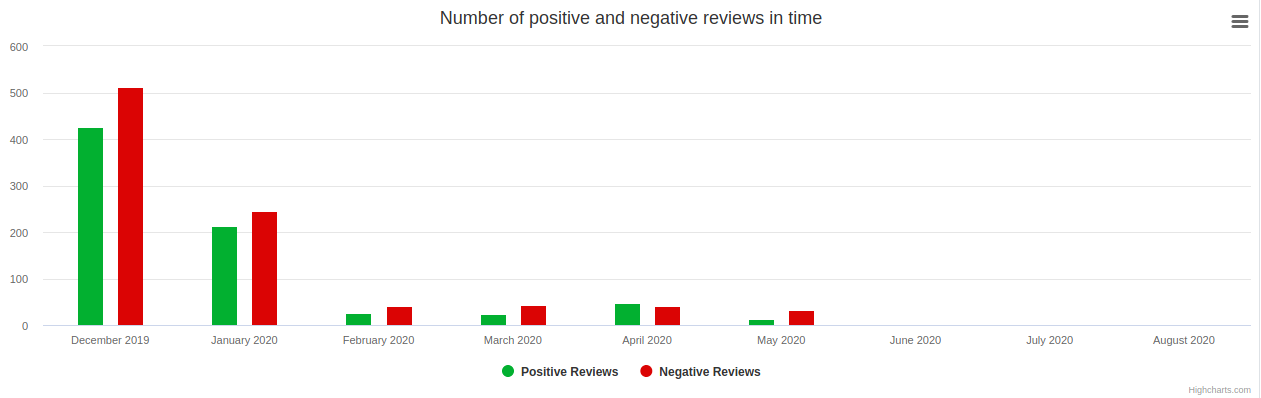 Number of positive and negative reviews in time
600
500
400
300
200
100
0
December 2019 January 2020 February 2020 March 2020 April 2020 May 2020 June 2020 July 2020 August 2020
Positive Reviews Negative Reviews
Highcharts.com